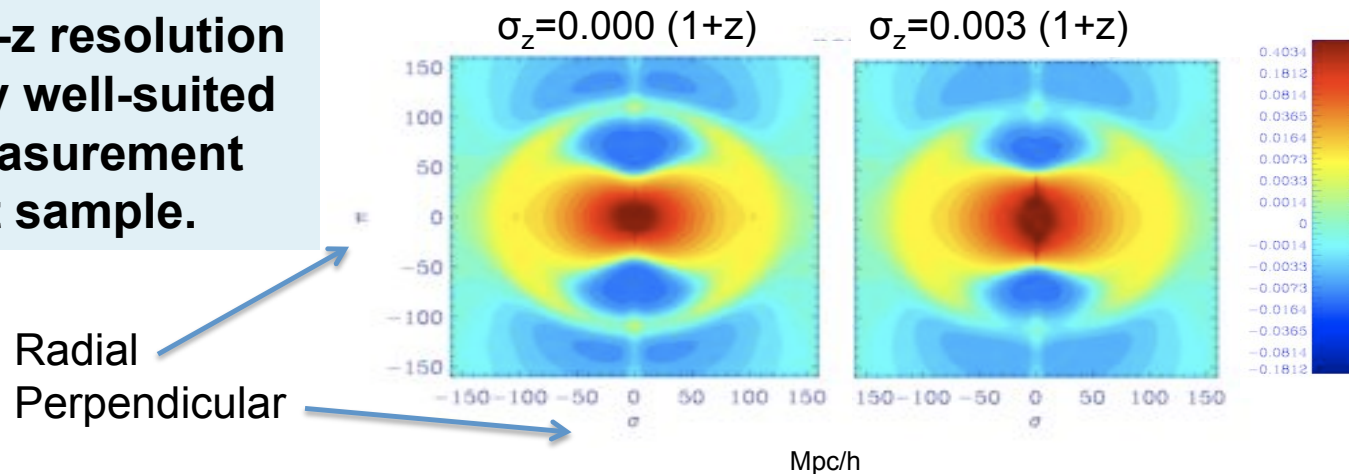 -z resolution
well-suited
asurement
sample.
σz=0.000 (1+z)
σz=0.003 (1+z)
150
100
50
0
−50
−100
−150
π
−150−100 −50 0 50 100 150
σ
150−100 −50 0 50 100 150
σ
0.4034
0.1812
0.0814
0.0365
0.0164
0.0073
0.0033
0.0014
0
−0.0014
−0.0033
−0.0073
−0.0164
−0.0365
−0.0814
−0.1812
Radial
Perpendicular
Mpc/h